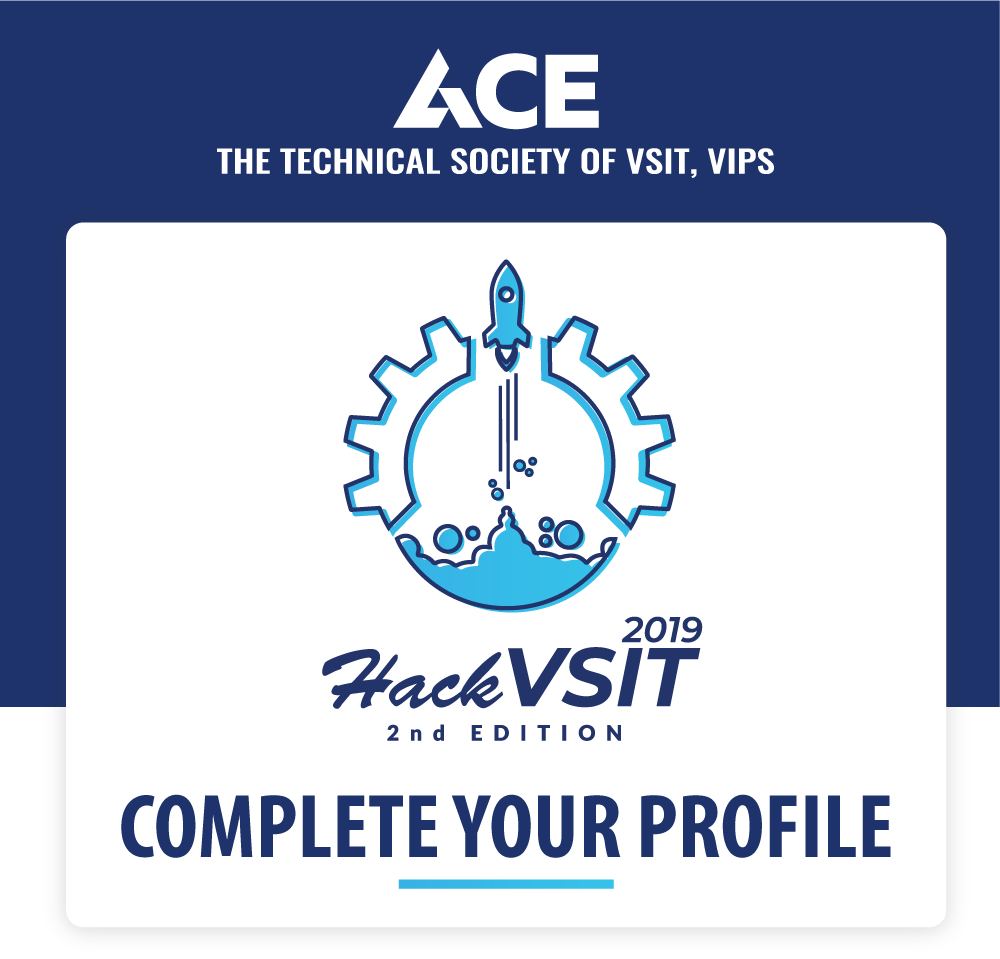 ACE
THE TECHNICAL SOCIETY OF VSIT, VIPS
2019
HackVSIT
2nd EDITION
COMPLETE YOUR PROFILE